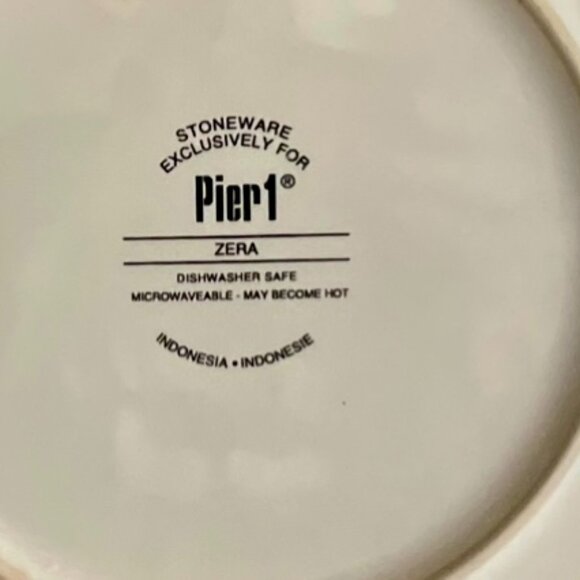 STONEWARE
EXCLUSIVELY FOR
Pier1®
ZERA
DISHWASHER SAFE
MICROWAVEABLE - MAY BECOME HOT
INDONESIA • INDONESIE